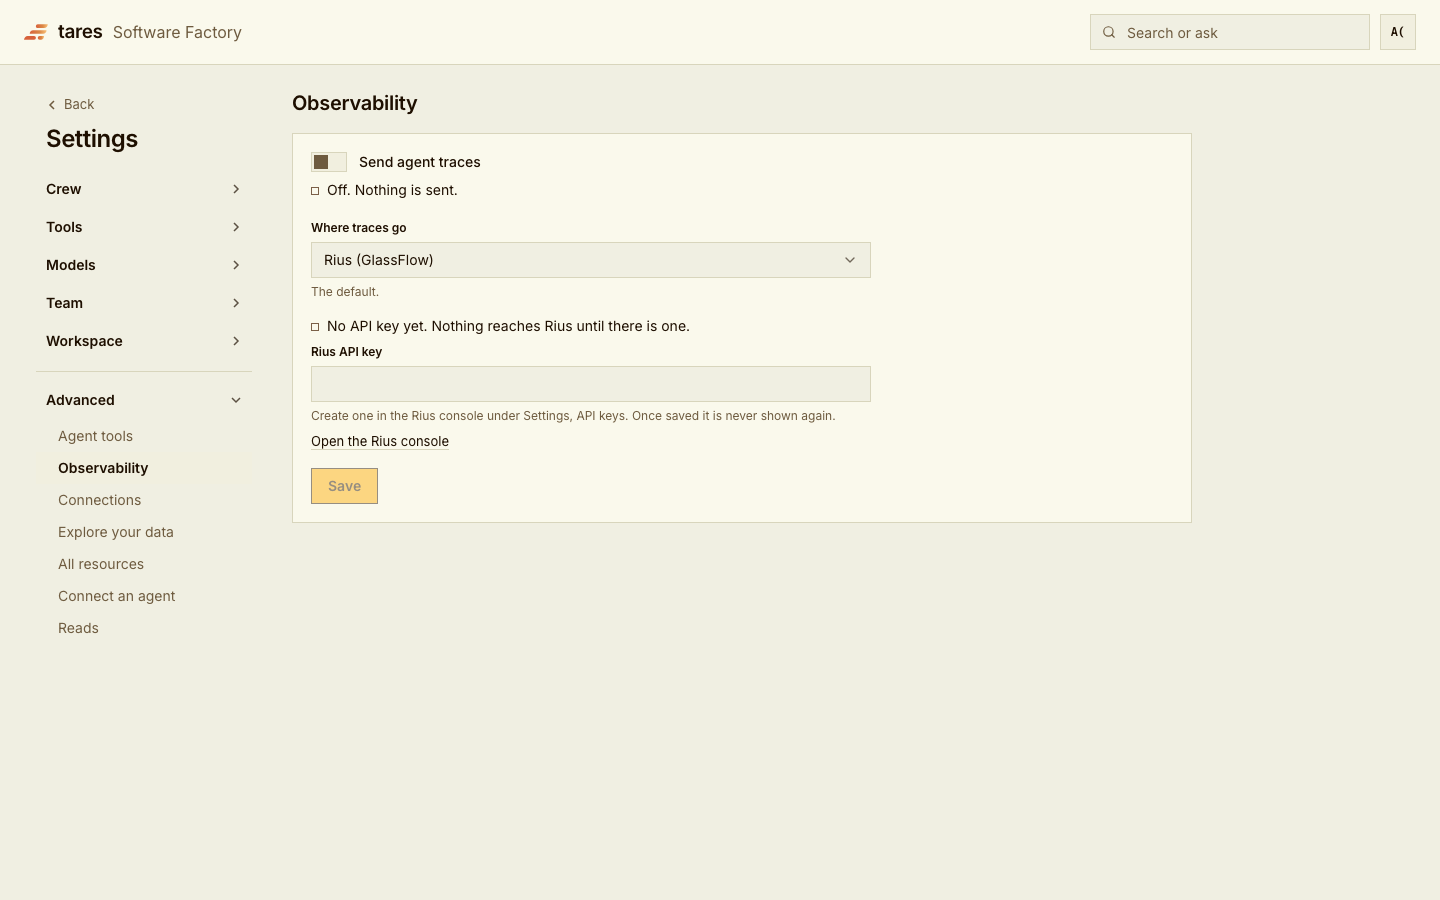 tares Software Factory
Search or ask
A(
Back
Settings
Crew
Tools
Models
Team
Workspace
Advanced
Agent tools
Observability
Connections
Explore your data
All resources
Connect an agent
Reads
Observability
Send agent traces
Off. Nothing is sent.
Where traces go
Rius (GlassFlow)
The default.
No API key yet. Nothing reaches Rius until there is one.
Rius API key
Create one in the Rius console under Settings, API keys. Once saved it is never shown again.
Open the Rius console
Save